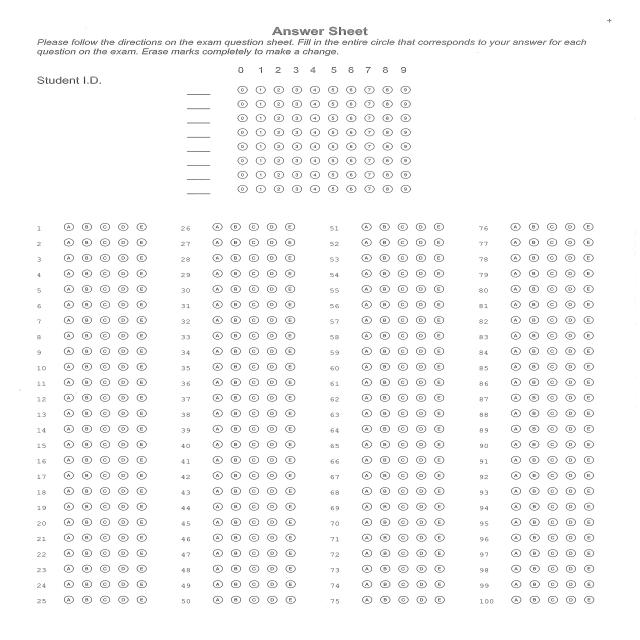 +
Answer Sheet
Please follow the directions on the exam question sheet. Fill in the entire circle that corresponds to your answer for each
question on the exam. Erase marks completely to make a change.
0 1 2 3 4 5 6 7 8 9
Student I.D.
0 1 2 3 4 5 6 7 8 9
0 1 2 3 4 5 6 7 8 9
0 1 2 3 4 5 6 7 8 9
0 1 2 3 4 5 6 7 8 9
0 1 2 3 4 5 6 7 8 9
0 1 2 3 4 5 6 7 8 9
0 1 2 3 4 5 6 7 8 9
0 1 2 3 4 5 6 7 8 9
1 A B C D E 26 A B C D E 51 A B C D E 76 A B C D E
2 A B C D E 27 A B C D E 52 A B C D E 77 A B C D E
3 A B C D E 28 A B C D E 53 A B C D E 78 A B C D E
4 A B C D E 29 A B C D E 54 A B C D E 79 A B C D E
5 A B C D E 30 A B C D E 55 A B C D E 80 A B C D E
6 A B C D E 31 A B C D E 56 A B C D E 81 A B C D E
7 A B C D E 32 A B C D E 57 A B C D E 82 A B C D E
8 A B C D E 33 A B C D E 58 A B C D E 83 A B C D E
9 A B C D E 34 A B C D E 59 A B C D E 84 A B C D E
10 A B C D E 35 A B C D E 60 A B C D E 85 A B C D E
11 A B C D E 36 A B C D E 61 A B C D E 86 A B C D E
12 A B C D E 37 A B C D E 62 A B C D E 87 A B C D E
13 A B C D E 38 A B C D E 63 A B C D E 88 A B C D E
14 A B C D E 39 A B C D E 64 A B C D E 89 A B C D E
15 A B C D E 40 A B C D E 65 A B C D E 90 A B C D E
16 A B C D E 41 A B C D E 66 A B C D E 91 A B C D E
17 A B C D E 42 A B C D E 67 A B C D E 92 A B C D E
18 A B C D E 43 A B C D E 68 A B C D E 93 A B C D E
19 A B C D E 44 A B C D E 69 A B C D E 94 A B C D E
20 A B C D E 45 A B C D E 70 A B C D E 95 A B C D E
21 A B C D E 46 A B C D E 71 A B C D E 96 A B C D E
22 A B C D E 47 A B C D E 72 A B C D E 97 A B C D E
23 A B C D E 48 A B C D E 73 A B C D E 98 A B C D E
24 A B C D E 49 A B C D E 74 A B C D E 99 A B C D E
25 A B C D E 50 A B C D E 75 A B C D E 100 A B C D E